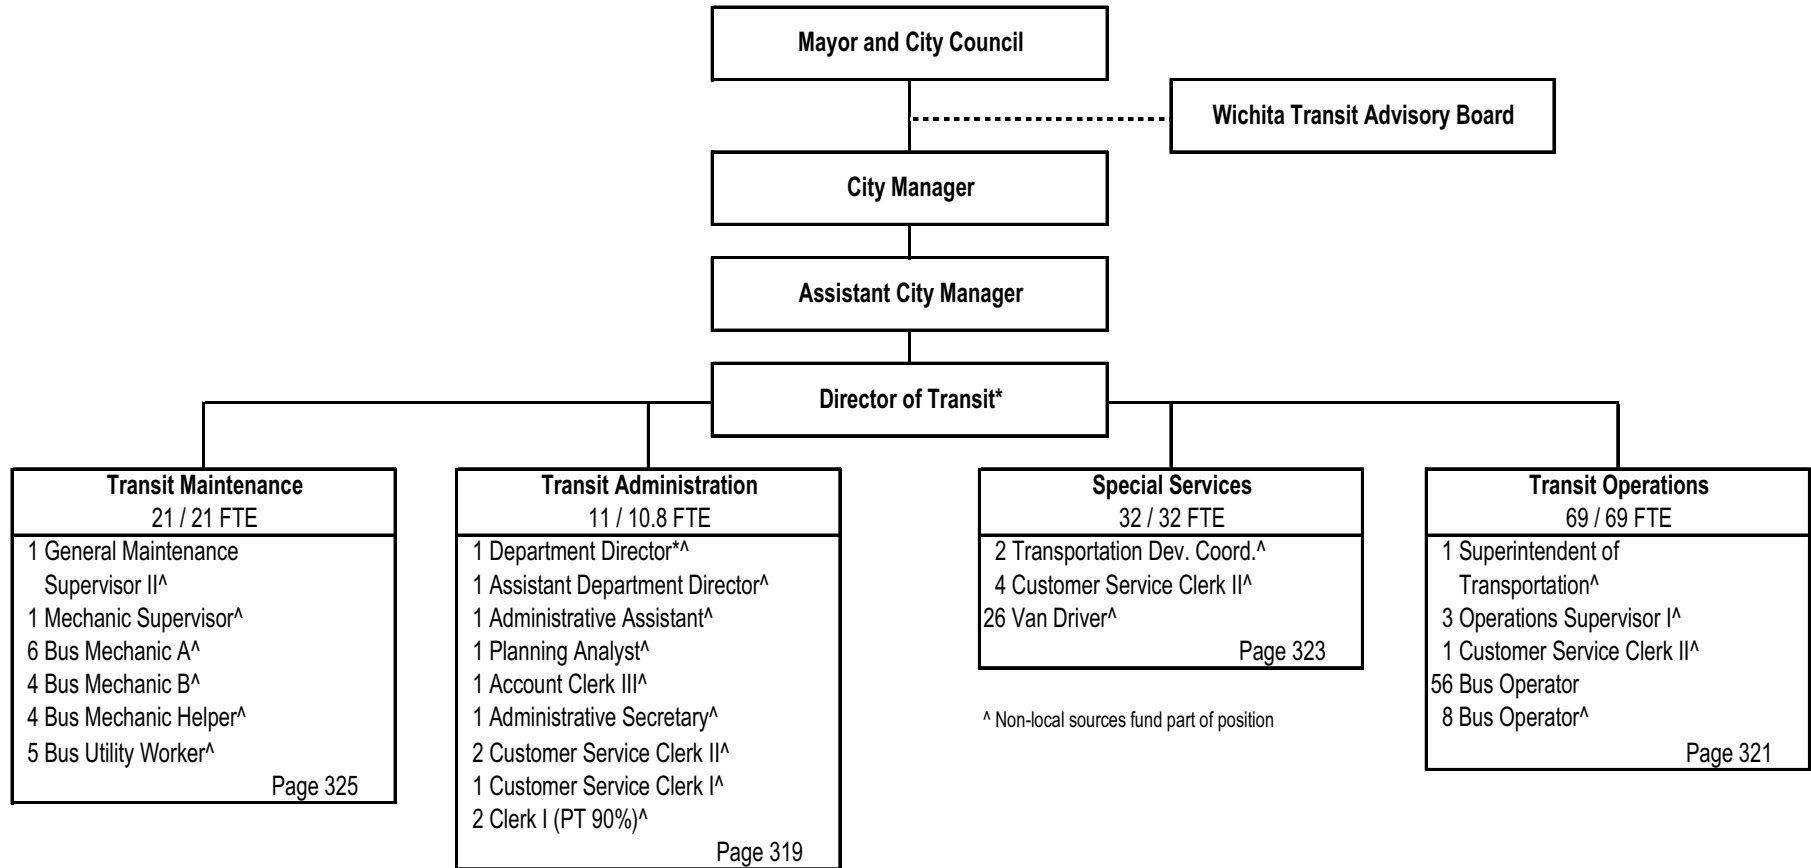 Mayor and City Council
Wichita Transit Advisory Board
City Manager
Assistant City Manager
Director of Transit*
Transit Maintenance
21 / 21 FTE
1 General Maintenance
Supervisor II^
1 Mechanic Supervisor^
6 Bus Mechanic A^
4 Bus Mechanic B^
4 Bus Mechanic Helper^
5 Bus Utility Worker^
Page 325
Transit Administration
11 / 10.8 FTE
1 Department Director*^
1 Assistant Department Director^
1 Administrative Assistant^
1 Planning Analyst^
1 Account Clerk III^
1 Administrative Secretary^
2 Customer Service Clerk II^
1 Customer Service Clerk I^
2 Clerk I (PT 90%)^
Page 319
Special Services
32 / 32 FTE
2 Transportation Dev. Coord.^
4 Customer Service Clerk II^
26 Van Driver^
Page 323
^ Non-local sources fund part of position
Transit Operations
69 / 69 FTE
1 Superintendent of
Transportation^
3 Operations Supervisor I^
1 Customer Service Clerk II^
56 Bus Operator
8 Bus Operator^
Page 321